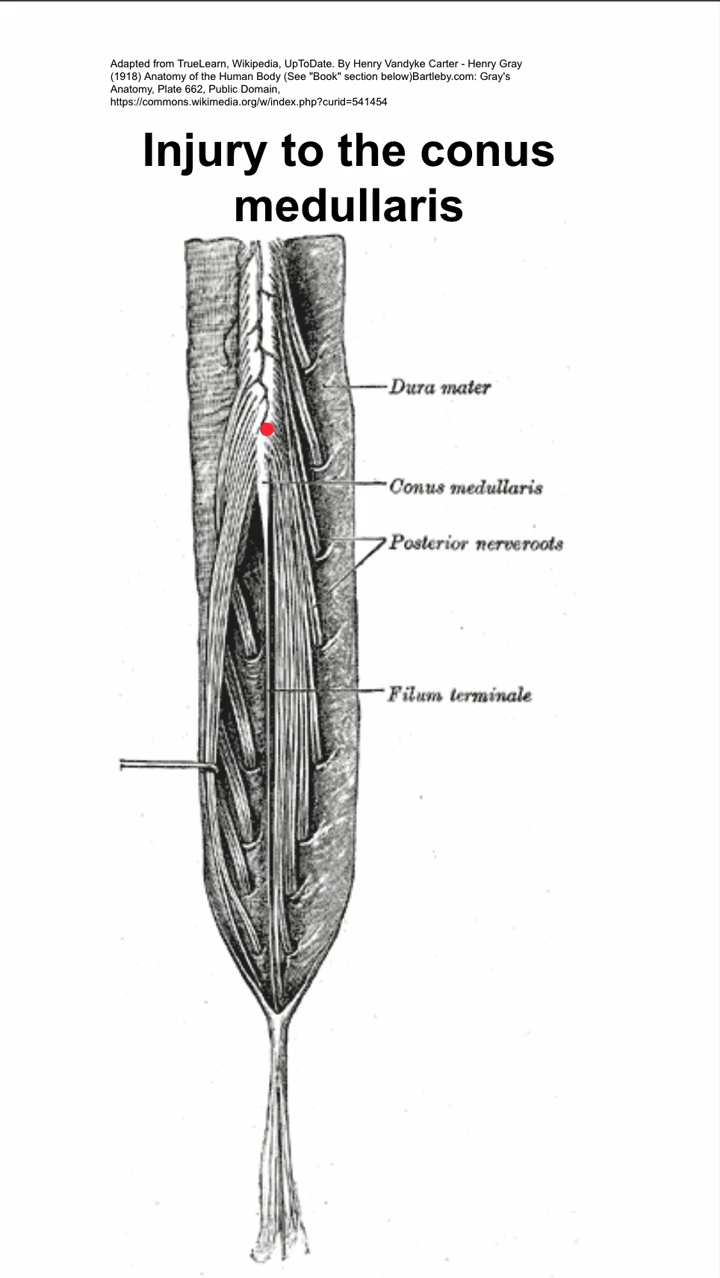 Adapted from TrueLearn, Wikipedia, UpToDate. By Henry Vandyke Carter - Henry Gray
(1918) Anatomy of the Human Body (See "Book" section below)Bartleby.com: Gray's
Anatomy, Plate 662, Public Domain,
https://commons.wikimedia.org/w/index.php?curid=541454
Injury to the conus
medullaris
Dura mater
Conus medullaris
Posterior nerveroots
Filum terminale